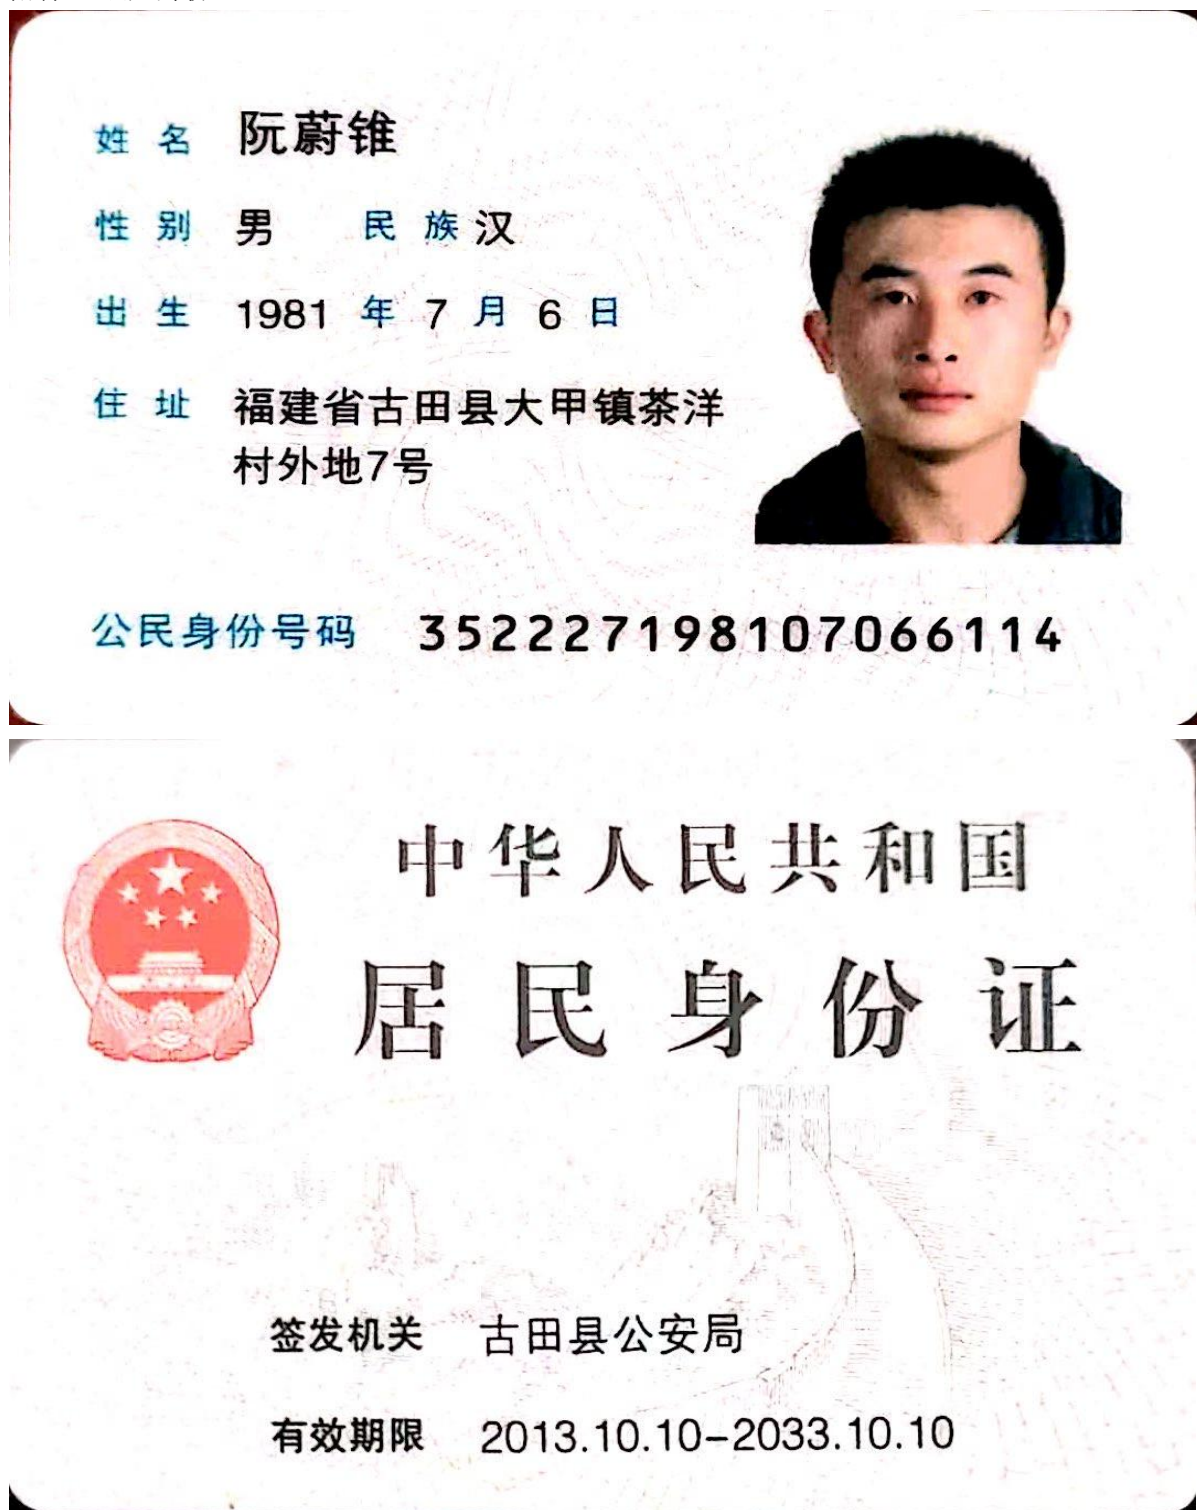 姓名 阮蔚锥
性别 男 民族 汉
出生 1981 年 7 月 6 日
住址 福建省古田县大甲镇茶洋
村外地7号
公民身份号码 352227198107066114
中华人民共和国
居民身份证
签发机关 古田县公安局
有效期限 2013.10.10-2033.10.10